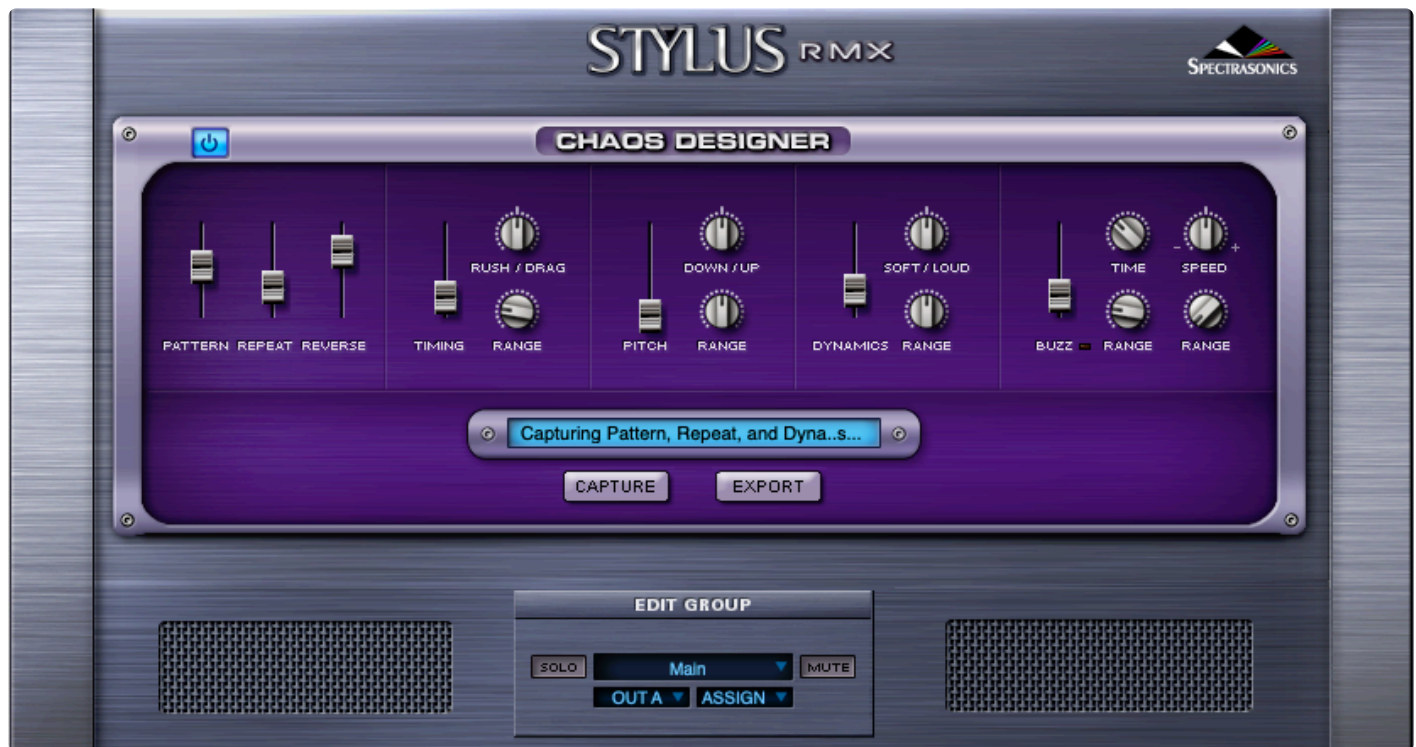 STYLUS RMX
SPECTRASONICS
CHAOS DESIGNER
RUSH / DRAG
DOWN / UP
SOFT / LOUD
TIME
- SPEED +
PATTERN REPEAT REVERSE
TIMING RANGE
PITCH RANGE
DYNAMICS RANGE
BUZZ RANGE RANGE
Capturing Pattern, Repeat, and Dyna..s...
CAPTURE EXPORT
EDIT GROUP
SOLO Main MUTE
OUT A ASSIGN